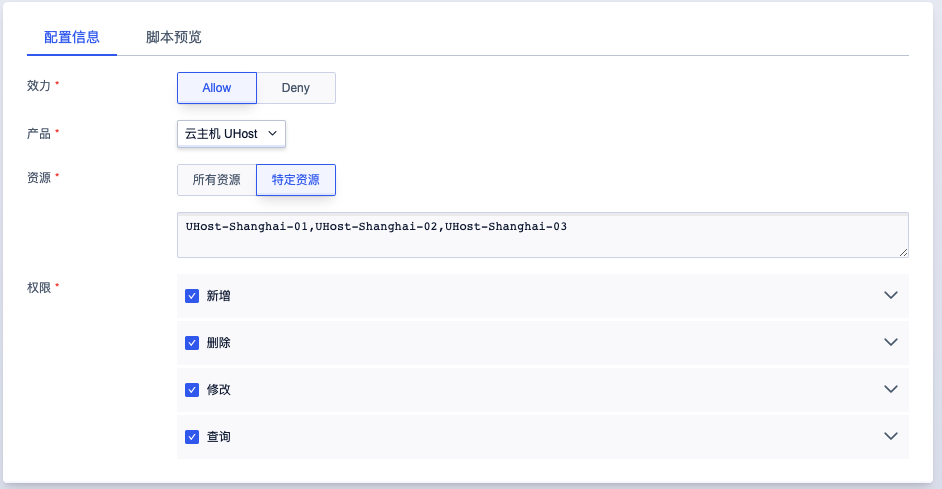 配置信息 脚本预览
效力 * Allow Deny
产品 * 云主机 UHost
资源 * 所有资源 特定资源
UHost-Shanghai-01,UHost-Shanghai-02,UHost-Shanghai-03
权限 * 新增
删除
修改
查询